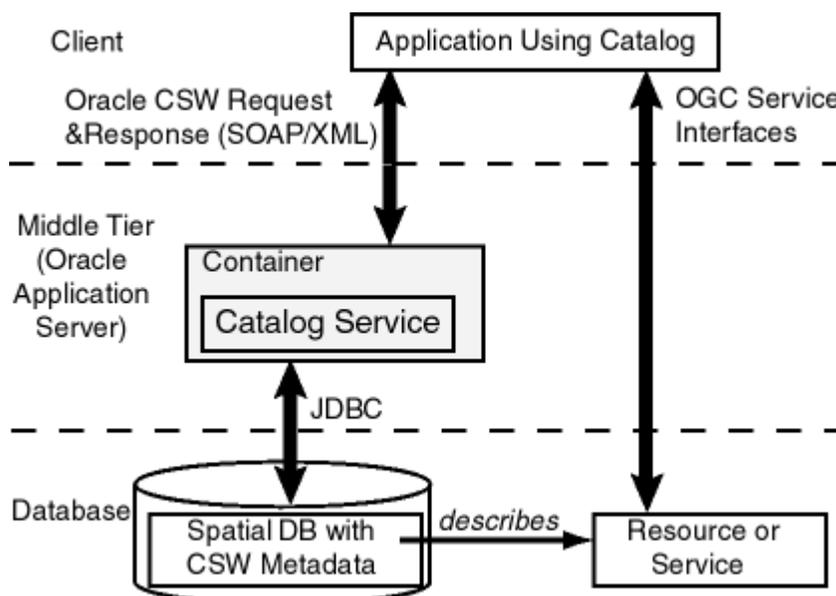 Client
Application Using Catalog
Oracle CSW Request
&Response (SOAP/XML)
OGC Service
Interfaces
Middle Tier
(Oracle
Application
Server)
Container
Catalog Service
JDBC
Database
Spatial DB with
CSW Metadata
describes
Resource or
Service